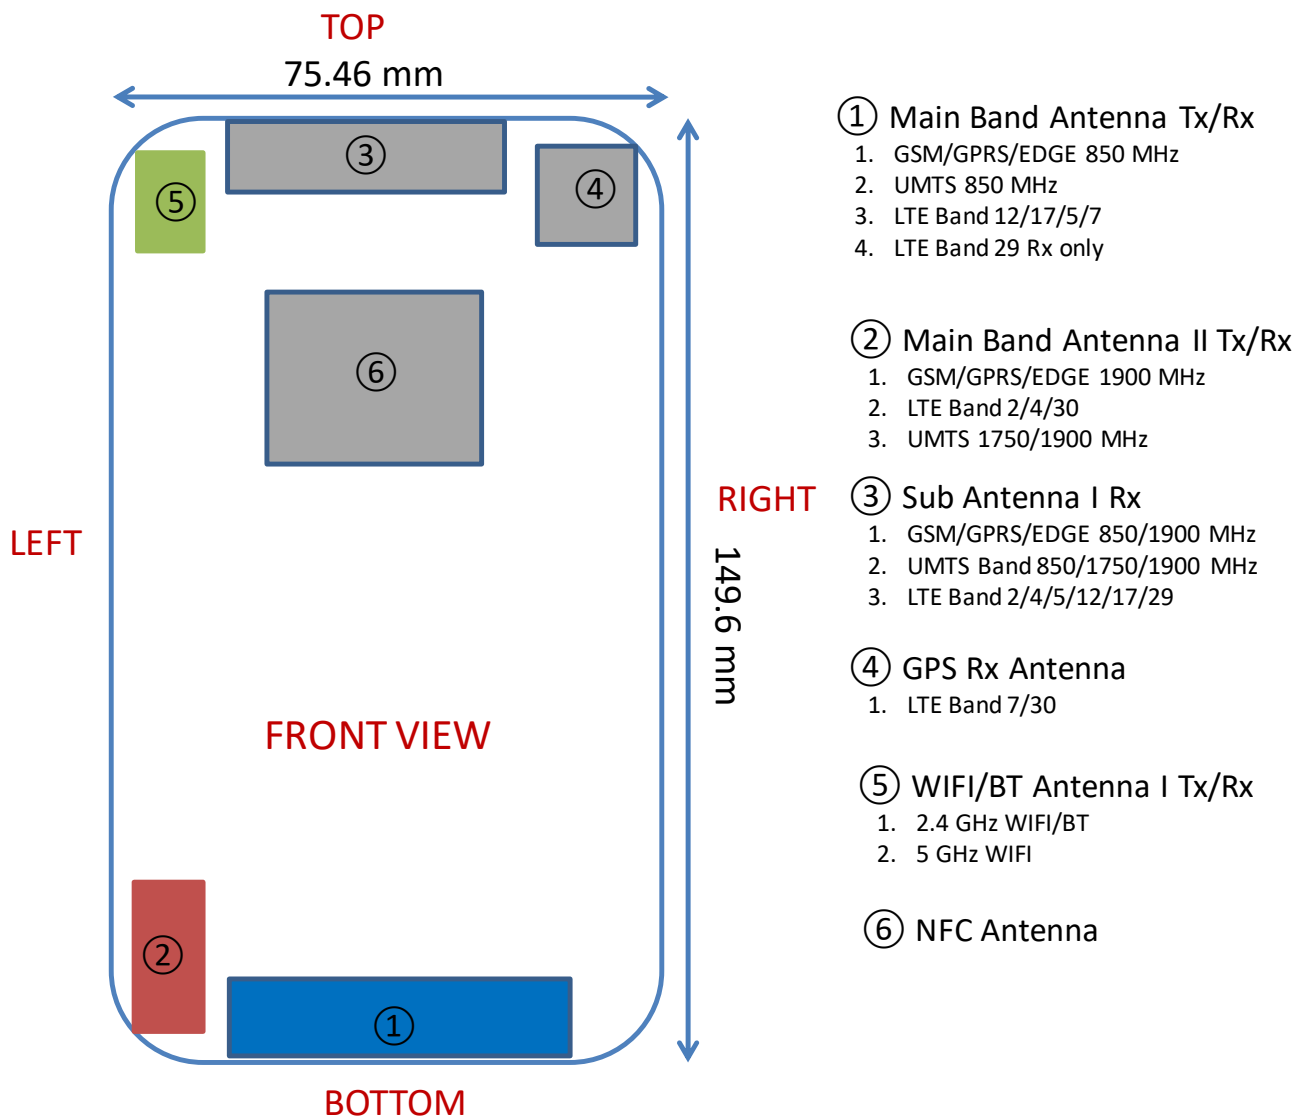 TOP
75.46 mm
③
④
⑤
⑥
LEFT
RIGHT
149.6 mm
FRONT VIEW
②
①
BOTTOM
① Main Band Antenna Tx/Rx
1. GSM/GPRS/EDGE 850 MHz
2. UMTS 850 MHz
3. LTE Band 12/17/5/7
4. LTE Band 29 Rx only
② Main Band Antenna II Tx/Rx
1. GSM/GPRS/EDGE 1900 MHz
2. LTE Band 2/4/30
3. UMTS 1750/1900 MHz
③ Sub Antenna I Rx
1. GSM/GPRS/EDGE 850/1900 MHz
2. UMTS Band 850/1750/1900 MHz
3. LTE Band 2/4/5/12/17/29
④ GPS Rx Antenna
1. LTE Band 7/30
⑤ WIFI/BT Antenna I Tx/Rx
1. 2.4 GHz WIFI/BT
2. 5 GHz WIFI
⑥ NFC Antenna